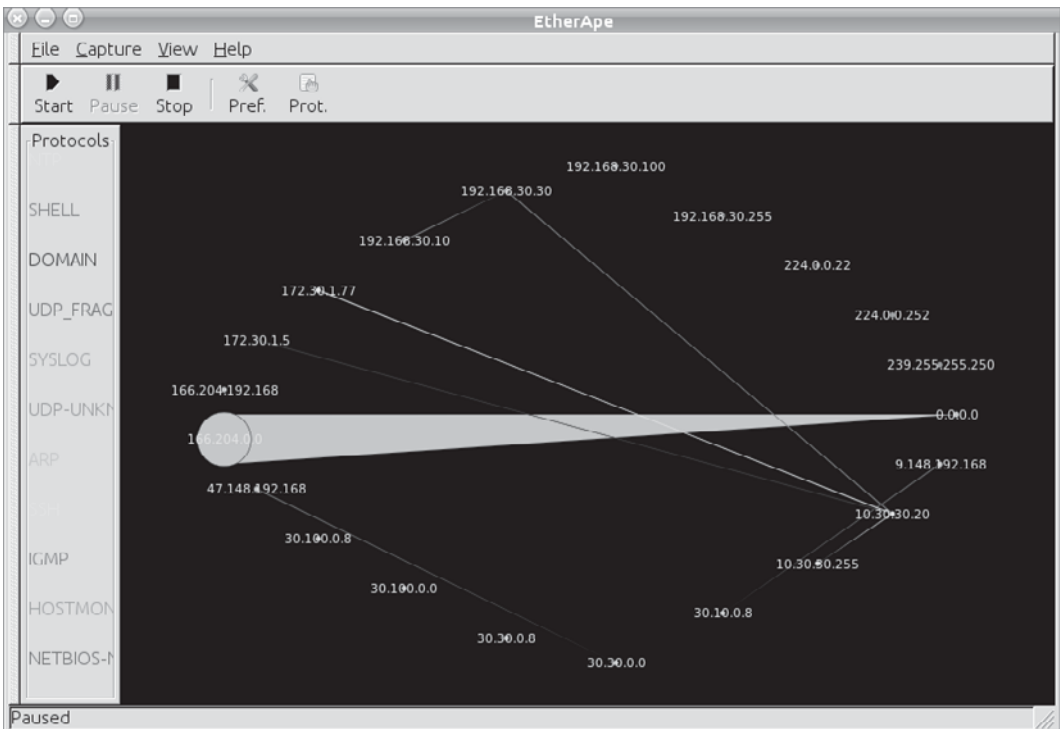 EtherApe
File Capture View Help
Start Pause Stop Pref. Prot.
Protocols
SHELL
DOMAIN
UDP_FRAG
SYSLOG
UDP-UNKN
ARP
IGMP
HOSTMON
NETBIOS-N
192.168.30.100
192.168.30.30
192.168.30.255
192.168.30.10
224.0.0.22
172.30.1.77
224.0.0.252
172.30.1.5
239.255.255.250
166.204.192.168
0.0.0.0
166.204.0.0
9.148.192.168
47.148.192.168
10.30.30.20
30.100.0.8
10.30.30.255
30.100.0.0
30.10.0.8
30.30.0.8
30.30.0.0
Paused